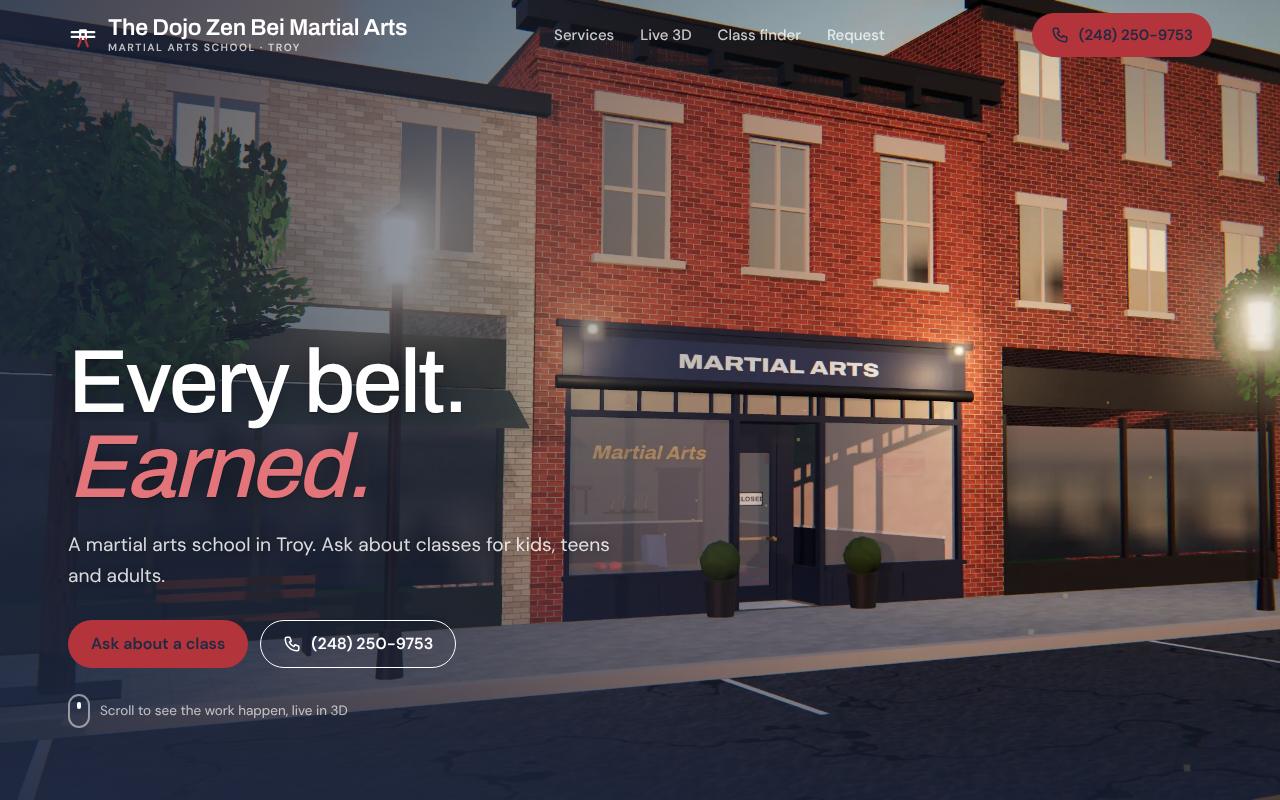 The Dojo Zen Bei Martial Arts
MARTIAL ARTS SCHOOL · TROY
Services
Live 3D
Class finder
Request
(248) 250-9753
MARTIAL ARTS
Martial Arts
Every belt.
Earned.
A martial arts school in Troy. Ask about classes for kids, teens
and adults.
Ask about a class
(248) 250-9753
Scroll to see the work happen, live in 3D